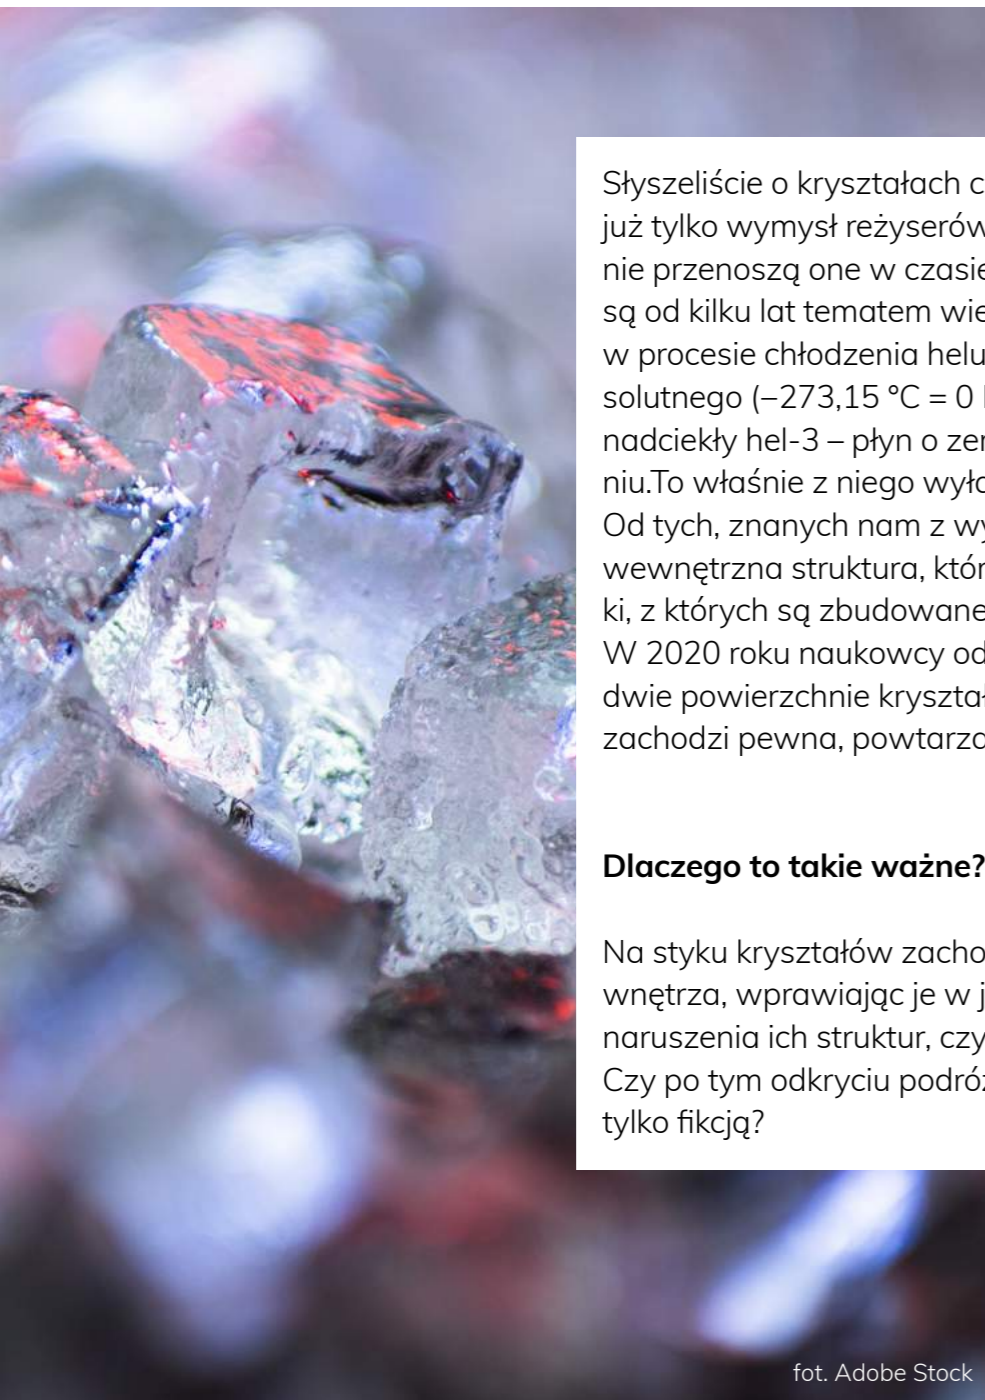 Słyszeliście o kryształach c
już tylko wymysł reżyserów
nie przenoszą one w czasie
są od kilku lat tematem wie
w procesie chłodzenia helu
solutnego (−273,15 °C = 0
nadciekły hel-3 – płyn o zer
niu.To właśnie z niego wyło
Od tych, znanych nam z wy
wewnętrzna struktura, któr
ki, z których są zbudowane
W 2020 roku naukowcy od
dwie powierzchnie kryształ
zachodzi pewna, powtarza
Dlaczego to takie ważne?
Na styku kryształów zacho
wnętrza, wprawiając je w j
naruszenia ich struktur, czy
Czy po tym odkryciu podróż
tylko fikcją?
fot. Adobe Stock